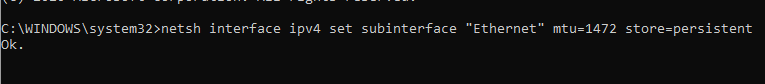 C:\WINDOWS\system32>netsh interface ipv4 set subinterface "Ethernet" mtu=1472 store=persistent
Ok.